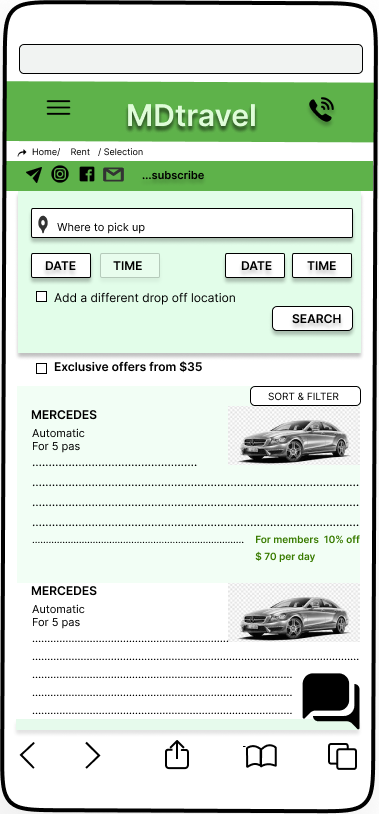 MDtravel
Home/ Rent / Selection
...subscribe
Where to pick up
DATE TIME DATE TIME
Add a different drop off location
SEARCH
Exclusive offers from $35
SORT & FILTER
MERCEDES
Automatic
For 5 pas
For members 10% off
$ 70 per day
MERCEDES
Automatic
For 5 pas